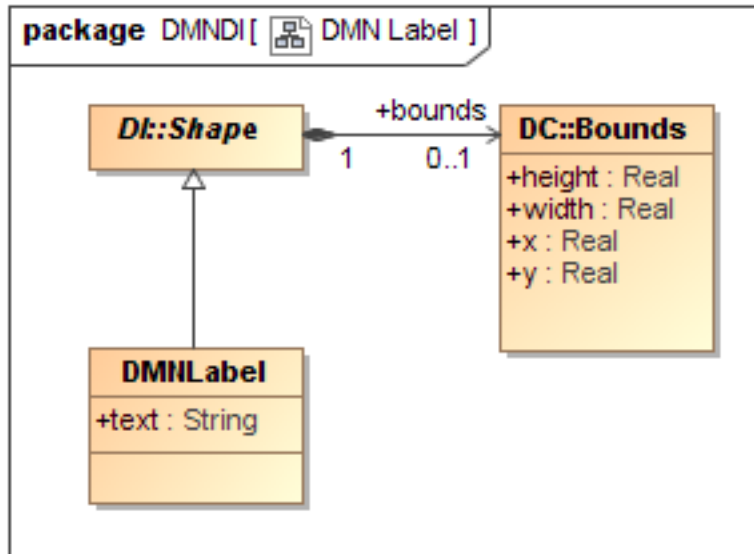 package DMNDI[ DMN Label ]
DI::Shape
+bounds
1
0..1
DC::Bounds
+height : Real
+width : Real
+x : Real
+y : Real
DMNLabel
+text : String